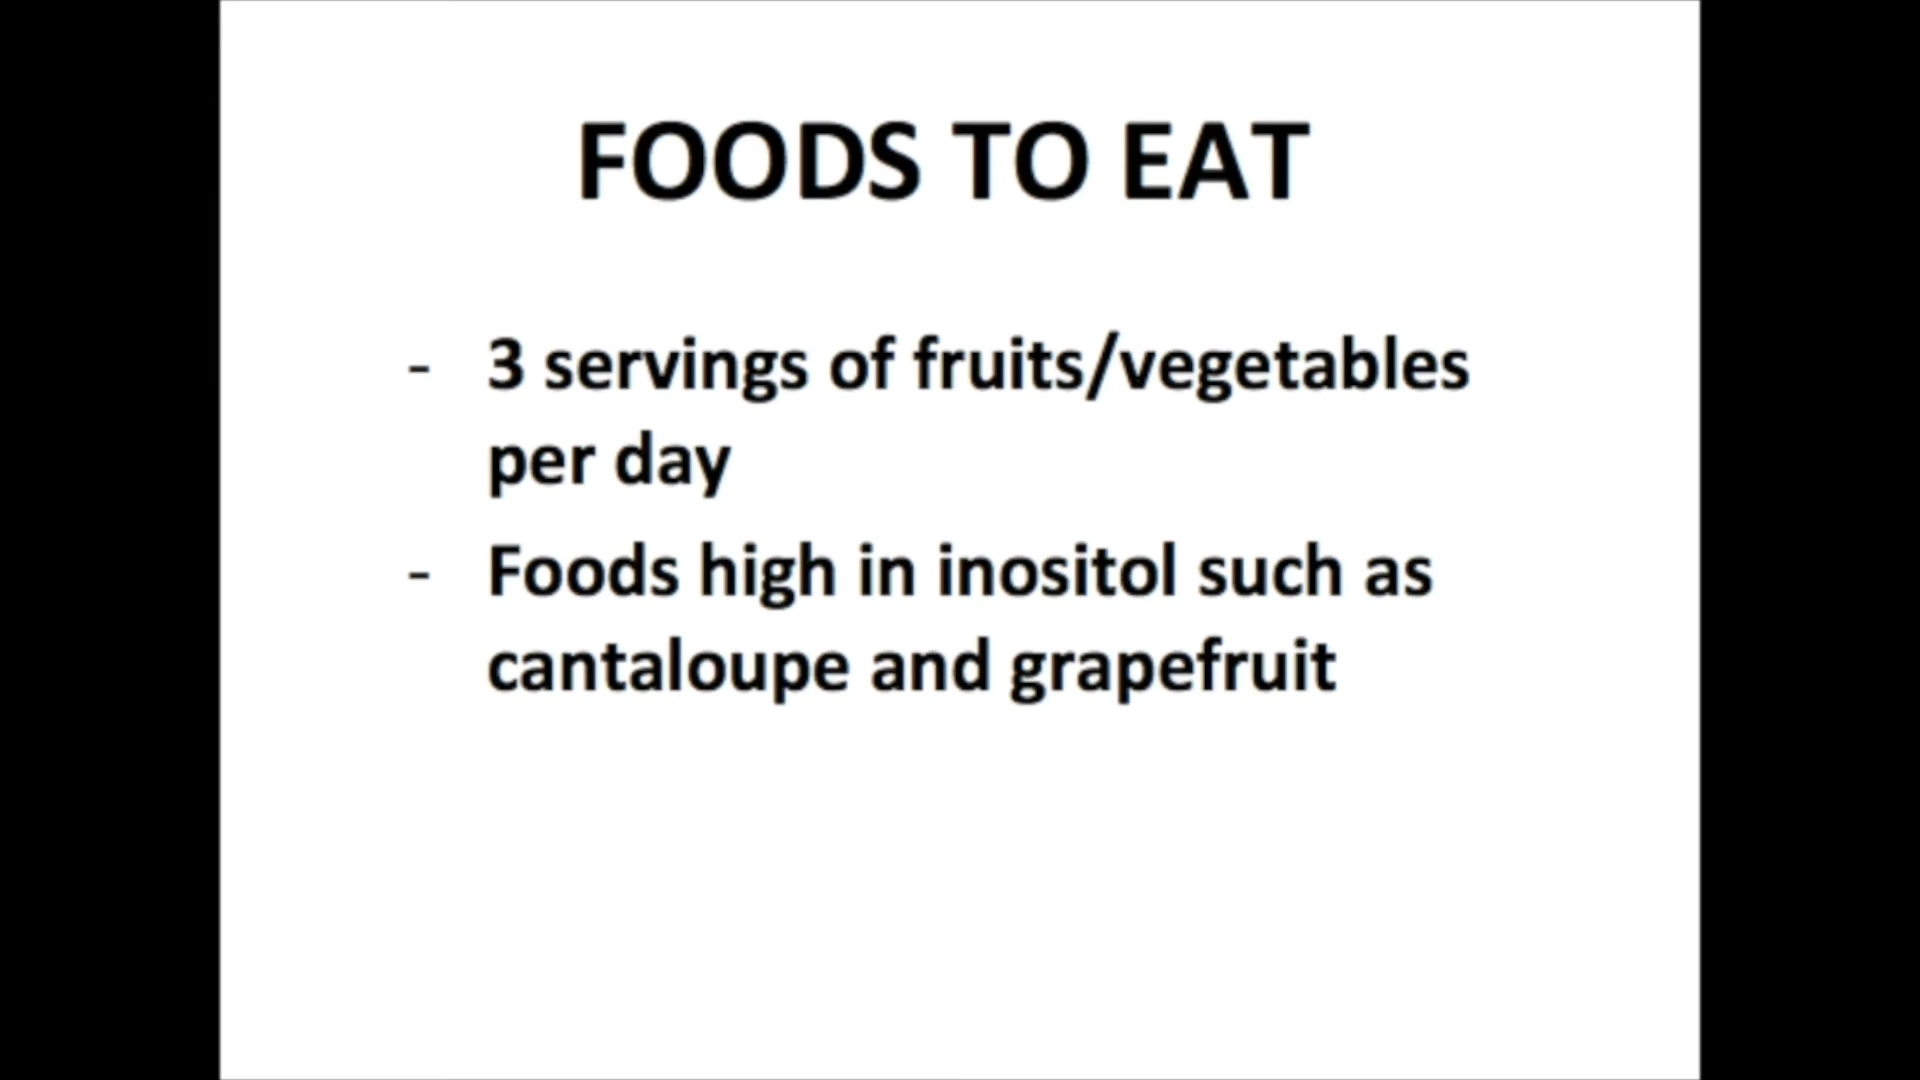 FOODS TO EAT
- 3 servings of fruits/vegetables
per day
- Foods high in inositol such as
cantaloupe and grapefruit